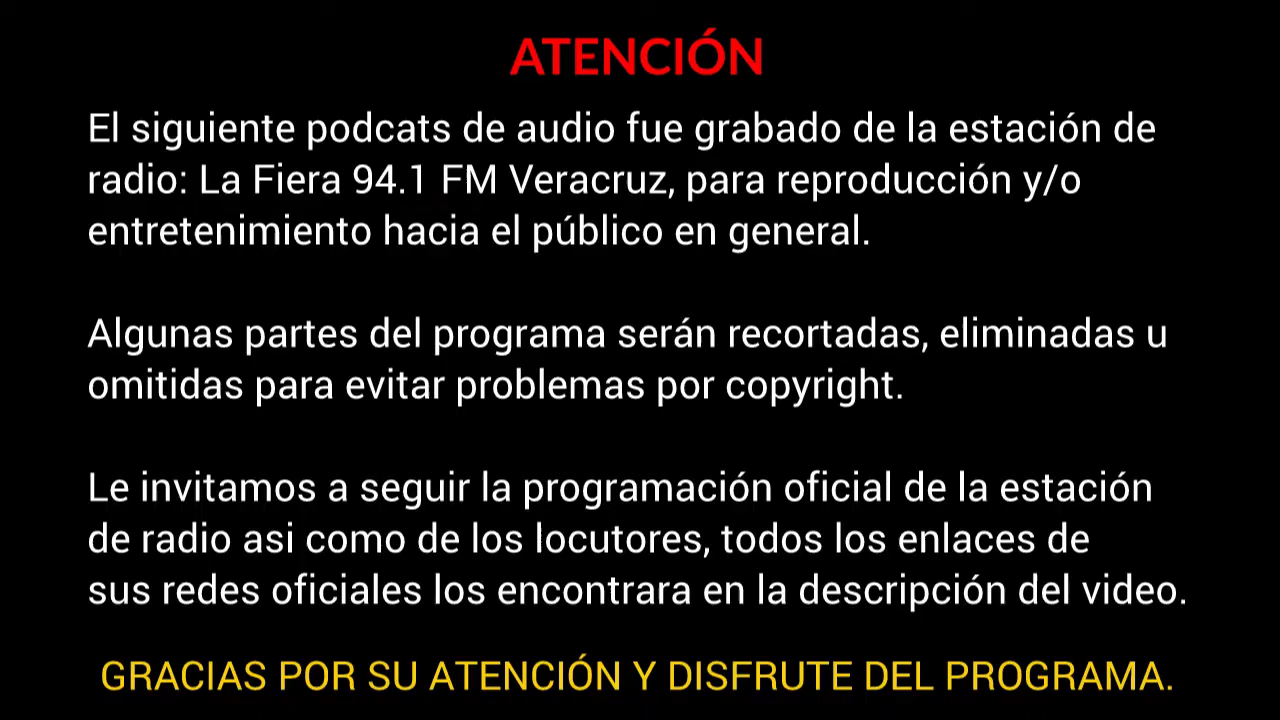 ATENCIÓN
El siguiente podcats de audio fue grabado de la estación de
radio: La Fiera 94.1 FM Veracruz, para reproducción y/o
entretenimiento hacia el público en general.
Algunas partes del programa serán recortadas, eliminadas u
omitidas para evitar problemas por copyright.
Le invitamos a seguir la programación oficial de la estación
de radio asi como de los locutores, todos los enlaces de
sus redes oficiales los encontrara en la descripción del video.
GRACIAS POR SU ATENCIÓN Y DISFRUTE DEL PROGRAMA.